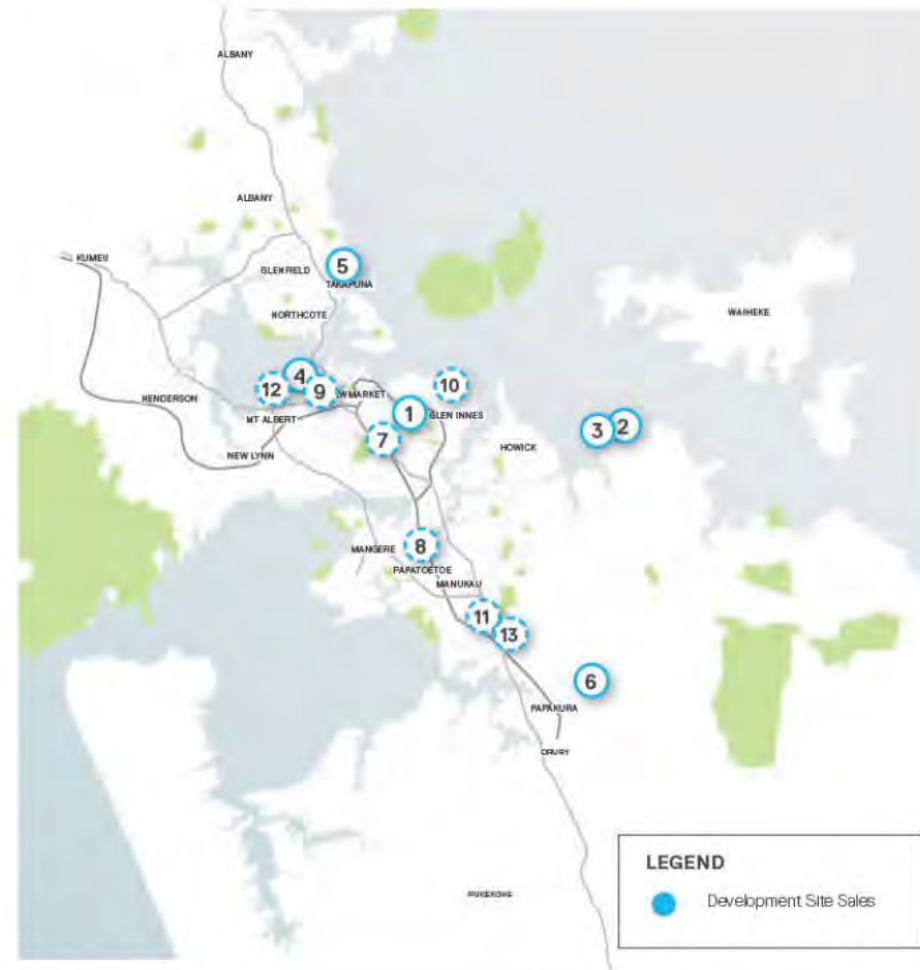 ALBANY
ALBANY
KUMEU
GLENFIELD
5
TAKAPUNA
NORTHCOTE
WAIHEKE
12
4
9
10
HENDERSON
WMARKET
MT ALBERT
1
GLEN INNES
7
3
2
HOWICK
NEW LYNN
8
MANGERE
PAPATOETOE
MANUKAU
11
13
6
PAPAKURA
DRURY
PUKEKOHE
LEGEND
Development Site Sales